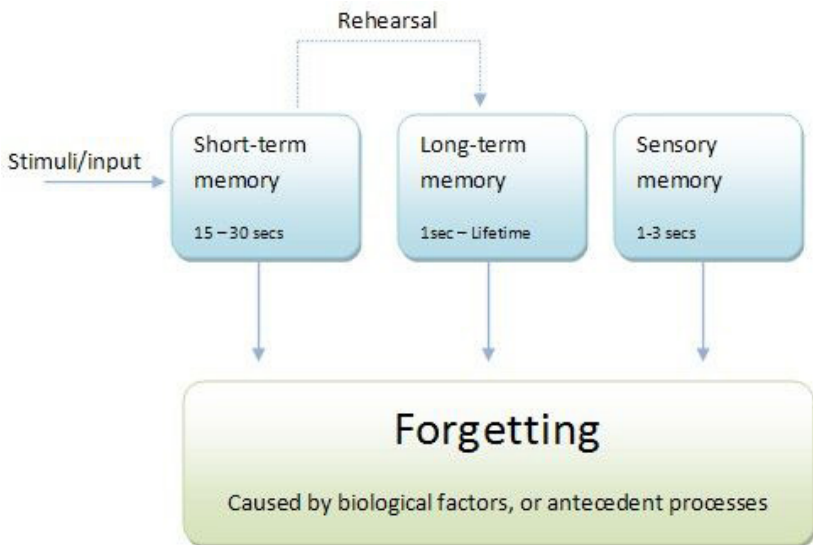 Rehearsal
Stimuli/input
Short-term
memory
15 – 30 secs
Long-term
memory
1sec – Lifetime
Sensory
memory
1-3 secs
Forgetting
Caused by biological factors, or antecedent processes